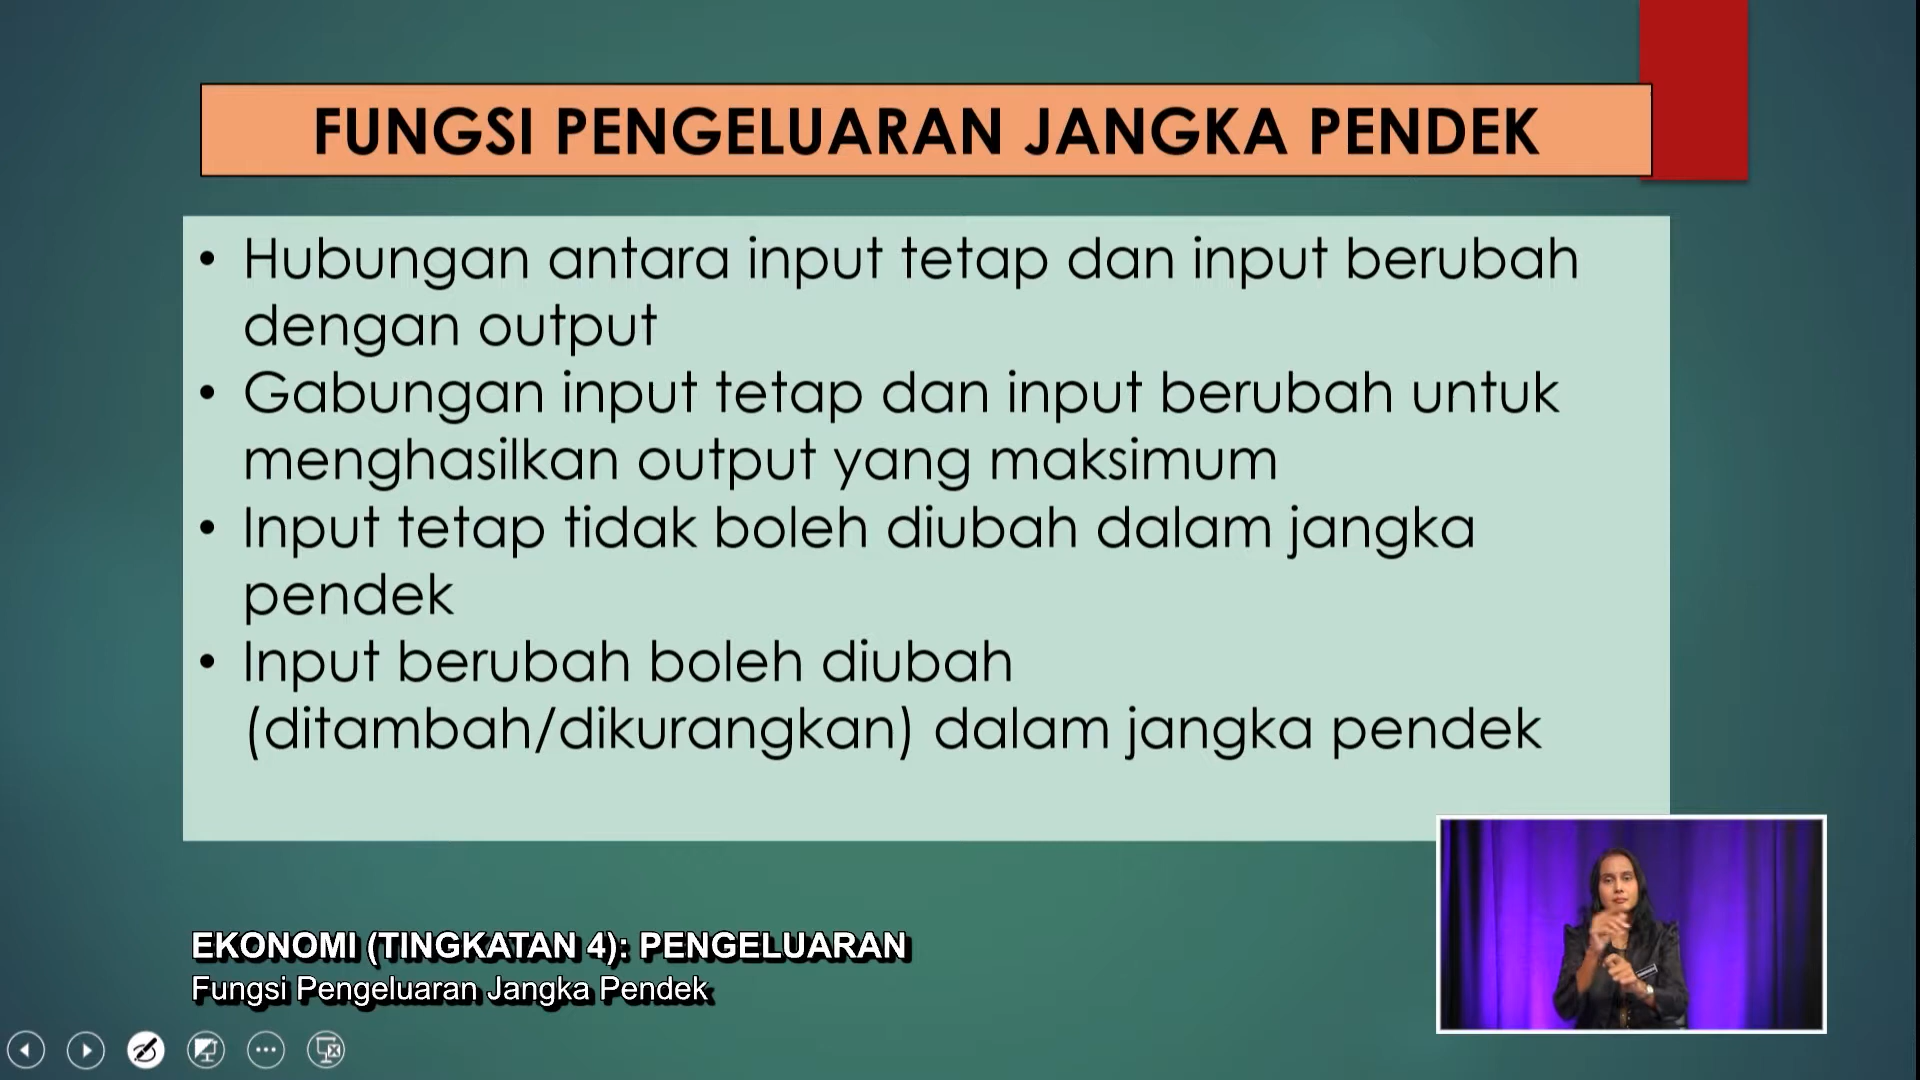 FUNGSI PENGELUARAN JANGKA PENDEK
• Hubungan antara input tetap dan input berubah
dengan output
• Gabungan input tetap dan input berubah untuk
menghasilkan output yang maksimum
• Input tetap tidak boleh diubah dalam jangka
pendek
• Input berubah boleh diubah
(ditambah/dikurangkan) dalam jangka pendek
EKONOMI (TINGKATAN 4): PENGELUARAN
Fungsi Pengeluaran Jangka Pendek